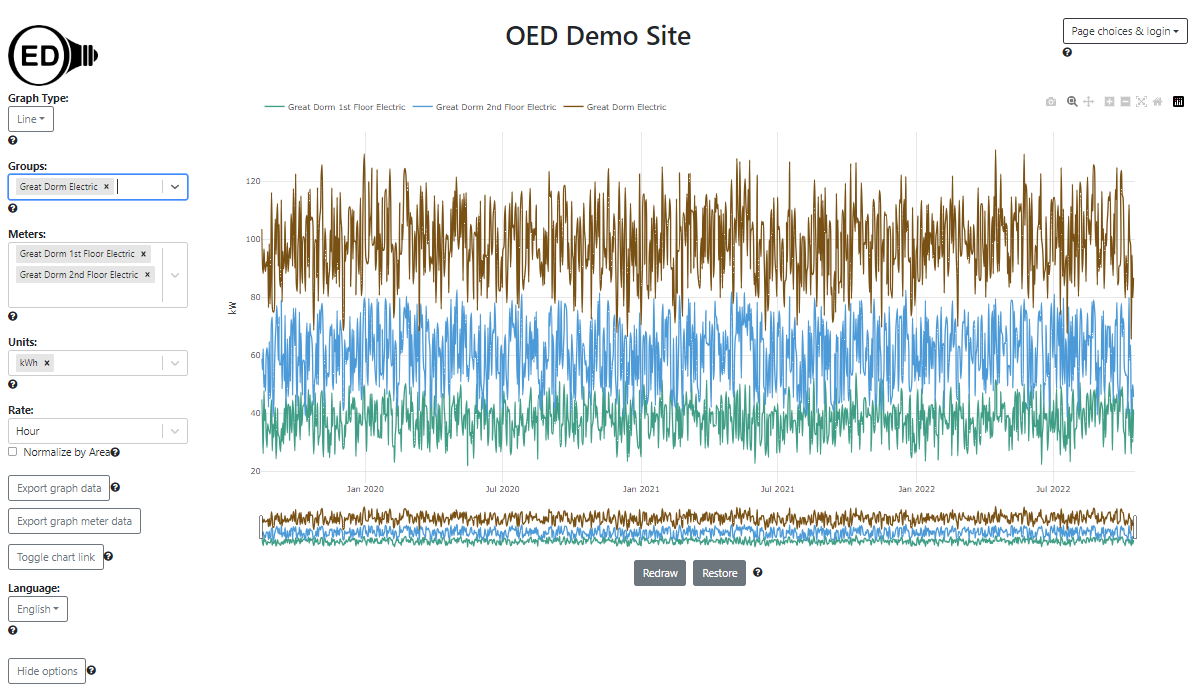 OED Demo Site
Page choices & login
ED
Graph Type:
Line
Groups:
Great Dorm Electric ×
Meters:
Great Dorm 1st Floor Electric ×
Great Dorm 2nd Floor Electric ×
Units:
kWh ×
Rate:
Hour
Normalize by Area
Export graph data
Export graph meter data
Toggle chart link
Language:
English
Hide options
Great Dorm 1st Floor Electric Great Dorm 2nd Floor Electric Great Dorm Electric
kW
120
100
80
60
40
20
Jan 2020 Jul 2020 Jan 2021 Jul 2021 Jan 2022 Jul 2022
Redraw Restore